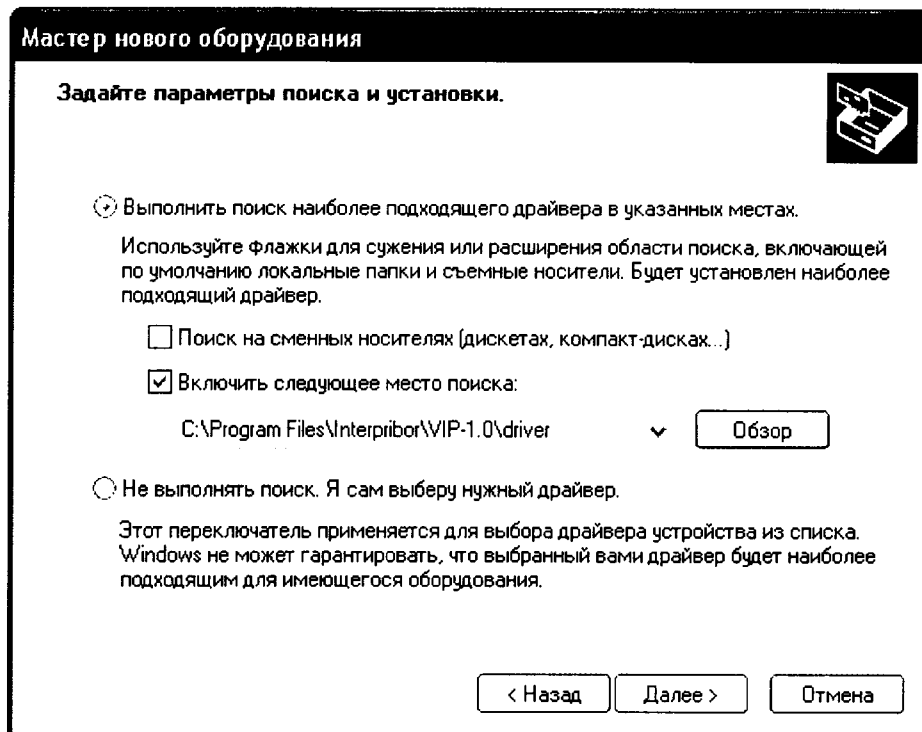 Мастер нового оборудования
Задайте параметры поиска и установки.
Выполнить поиск наиболее подходящего драйвера в указанных местах.
Используйте флажки для сужения или расширения области поиска, включающей
по умолчанию локальные папки и съемные носители. Будет установлен наиболее
подходящий драйвер.
Поиск на сменных носителях (дискетах, компакт-дисках...)
Включить следующее место поиска:
C:\Program Files\Interpribor\VIP-1.0\driver
Обзор
Не выполнять поиск. Я сам выберу нужный драйвер.
Этот переключатель применяется для выбора драйвера устройства из списка.
Windows не может гарантировать, что выбранный вами драйвер будет наиболее
подходящим для имеющегося оборудования.
< Назад
Далее >
Отмена